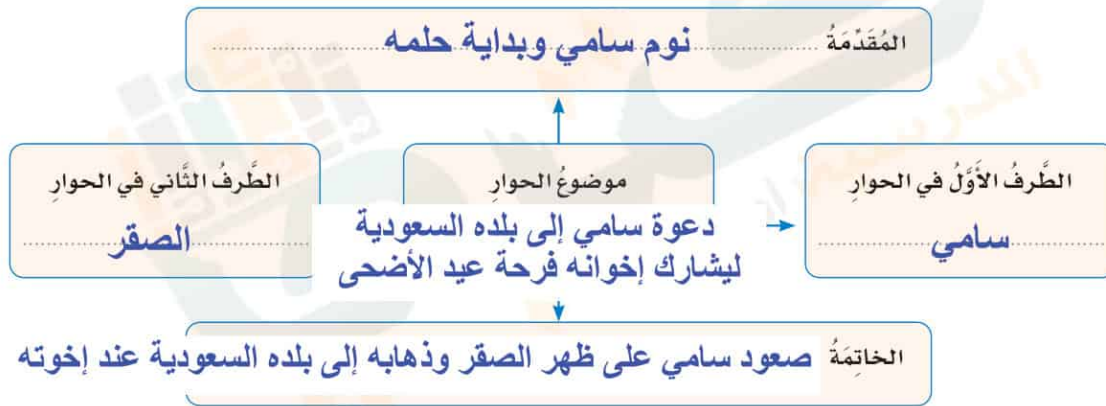 المُقَدِّمَةُ نوم سامي وبداية حلمه
الطَّرفُ الأَوَّلُ في الحوارِ
سامي
موضوعُ الحوارِ
دعوة سامي إلى بلده السعودية
ليشارك إخوانه فرحة عيد الأضحى
الطَّرفُ الثَّاني في الحوارِ
الصقر
الخاتِمَةُ صعود سامي على ظهر الصقر وذهابه إلى بلده السعودية عند إخوته